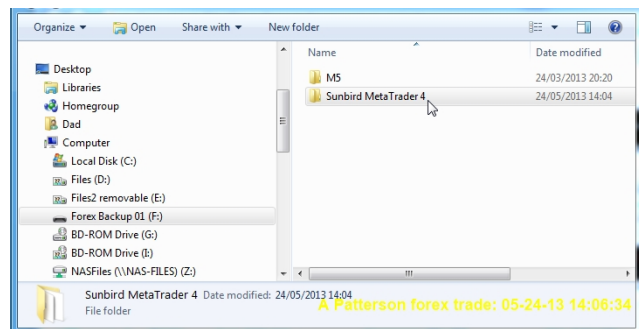 Organize Open Share with New folder
Name Date modified
Desktop
Libraries
Homegroup
Dad
Computer
Local Disk (C:)
Files (D:)
Files2 removable (E:)
Forex Backup 01 (F:)
BD-ROM Drive (G:)
BD-ROM Drive (I:)
NASFiles (\\NAS-FILES) (Z:)
M5 24/03/2013 20:20
Sunbird MetaTrader 4 24/05/2013 14:04
Sunbird MetaTrader 4 Date modified: 24/05/2013 14:04
File folder
A Patterson forex trade: 05-24-13 14:06:34